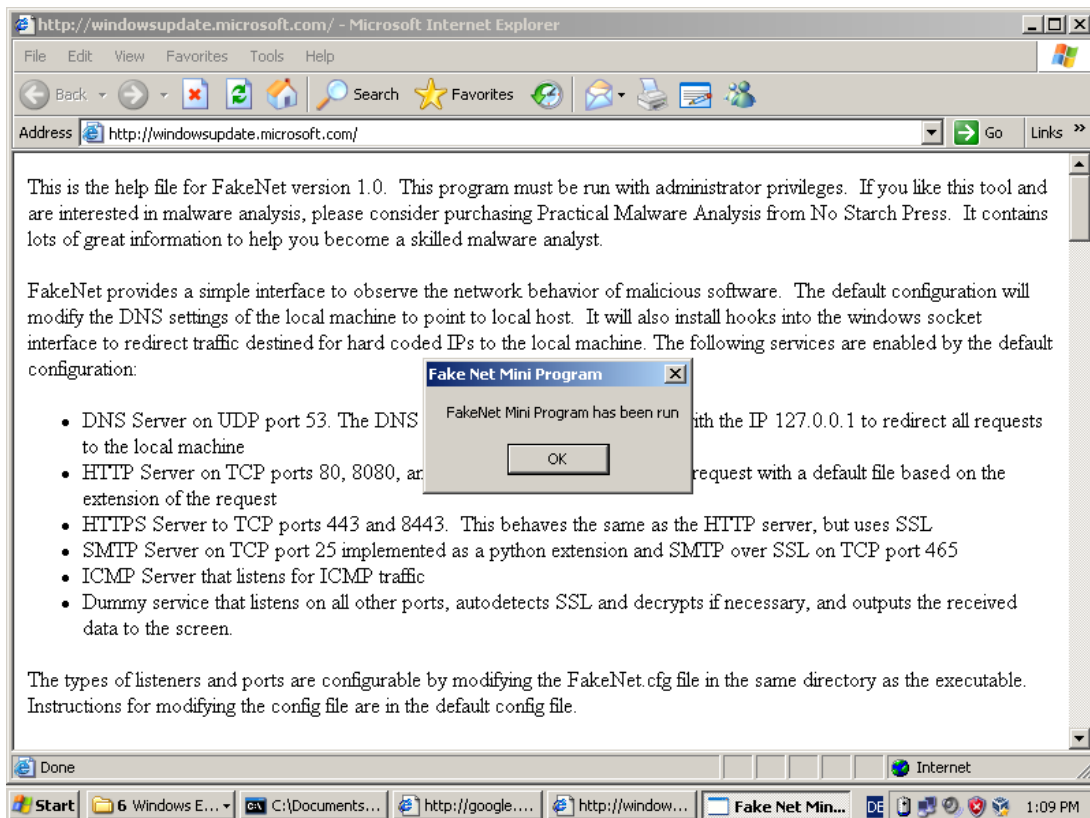 http://windowsupdate.microsoft.com/ - Microsoft Internet Explorer
File Edit View Favorites Tools Help
Back Search Favorites
Address http://windowsupdate.microsoft.com/ Go Links »
This is the help file for FakeNet version 1.0. This program must be run with administrator privileges. If you like this tool and
are interested in malware analysis, please consider purchasing Practical Malware Analysis from No Starch Press. It contains
lots of great information to help you become a skilled malware analyst.
FakeNet provides a simple interface to observe the network behavior of malicious software. The default configuration will
modify the DNS settings of the local machine to point to local host. It will also install hooks into the windows socket
interface to redirect traffic destined for hard coded IPs to the local machine. The following services are enabled by the default
configuration:
Fake Net Mini Program
FakeNet Mini Program has been run
OK
• DNS Server on UDP port 53. The DNS ith the IP 127.0.0.1 to redirect all requests
to the local machine
• HTTP Server on TCP ports 80, 8080, an request with a default file based on the
extension of the request
• HTTPS Server to TCP ports 443 and 8443. This behaves the same as the HTTP server, but uses SSL
• SMTP Server on TCP port 25 implemented as a python extension and SMTP over SSL on TCP port 465
• ICMP Server that listens for ICMP traffic
• Dummy service that listens on all other ports, autodetects SSL and decrypts if necessary, and outputs the received
data to the screen.
The types of listeners and ports are configurable by modifying the FakeNet.cfg file in the same directory as the executable.
Instructions for modifying the config file are in the default config file.
Done Internet
Start 6 Windows E... C:\Documents... http://google.... http://window... Fake Net Min... DE 1:09 PM